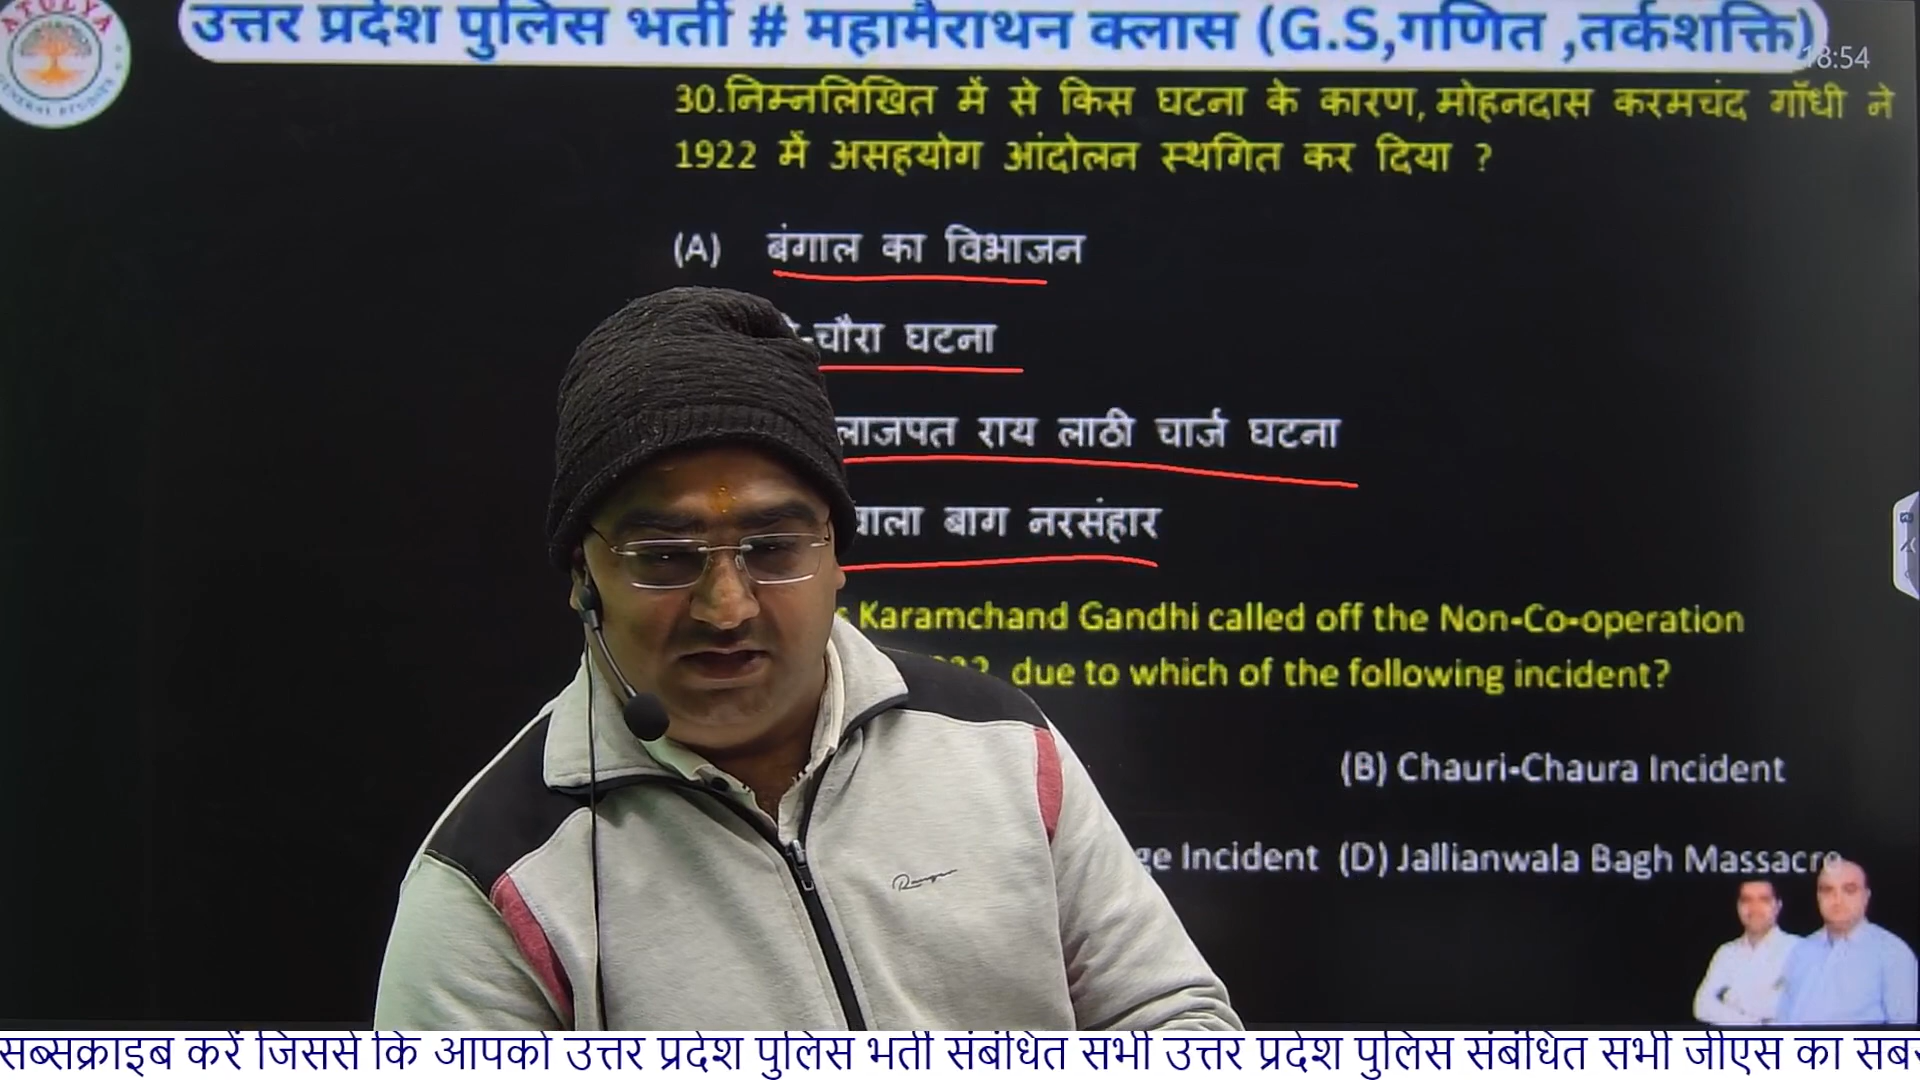 ATULYA
GENERAL STUDIES
उत्तर प्रदेश पुलिस भर्ती # महामैराथन क्लास (G.S,गणित ,तर्कशक्ति)
18:54
30.निम्नलिखित में से किस घटना के कारण, मोहनदास करमचंद गाँधी ने
1922 में असहयोग आंदोलन स्थगित कर दिया ?
(A) बंगाल का विभाजन
-चौरा घटना
लाजपत राय लाठी चार्ज घटना
वाला बाग नरसंहार
Karamchand Gandhi called off the Non-Co-operation
due to which of the following incident?
(B) Chauri-Chaura Incident
ge Incident (D) Jallianwala Bagh Massacre
सब्सक्राइब करें जिससे कि आपको उत्तर प्रदेश पुलिस भर्ती संबंधित सभी उत्तर प्रदेश पुलिस संबंधित सभी जीएस का